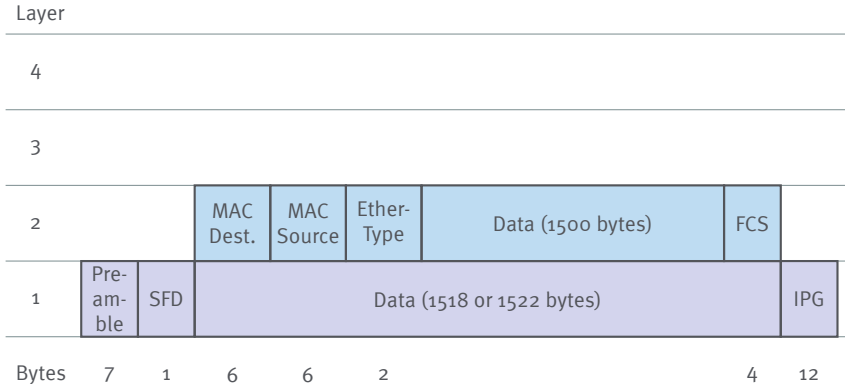 Layer
4
3
2
MAC
Dest.
MAC
Source
Ether-
Type
Data (1500 bytes)
FCS
1
Pre-
am-
ble
SFD
Data (1518 or 1522 bytes)
IPG
Bytes 7 1 6 6 2 4 12